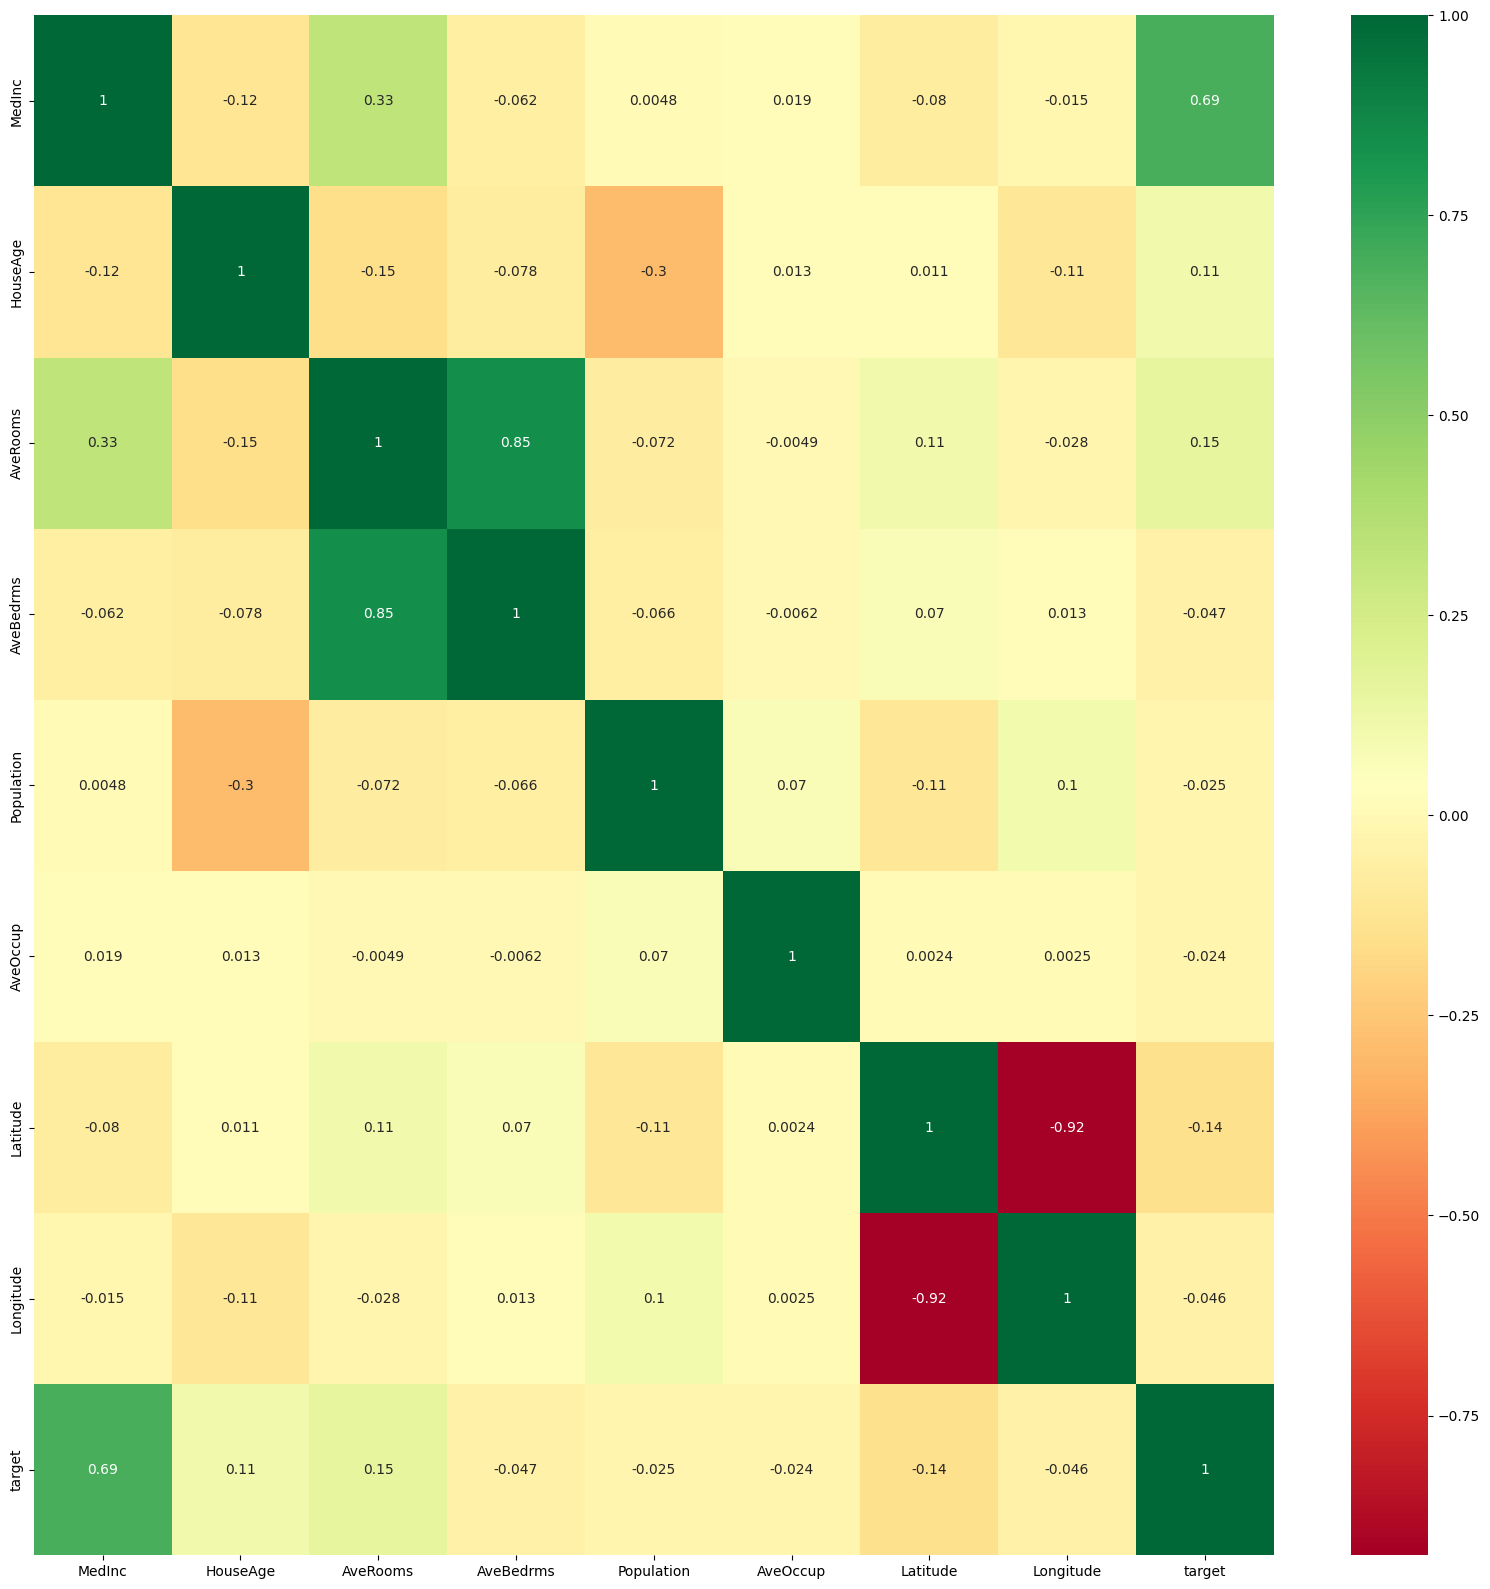 MedInc 1 -0.12 0.33 -0.062 0.0048 0.019 -0.08 -0.015 0.69
HouseAge -0.12 1 -0.15 -0.078 -0.3 0.013 0.011 -0.11 0.11
AveRooms 0.33 -0.15 1 0.85 -0.072 -0.0049 0.11 -0.028 0.15
AveBedrms -0.062 -0.078 0.85 1 -0.066 -0.0062 0.07 0.013 -0.047
Population 0.0048 -0.3 -0.072 -0.066 1 0.07 -0.11 0.1 -0.025
AveOccup 0.019 0.013 -0.0049 -0.0062 0.07 1 0.0024 0.0025 -0.024
Latitude -0.08 0.011 0.11 0.07 -0.11 0.0024 1 -0.92 -0.14
Longitude -0.015 -0.11 -0.028 0.013 0.1 0.0025 -0.92 1 -0.046
target 0.69 0.11 0.15 -0.047 -0.025 -0.024 -0.14 -0.046 1
MedInc HouseAge AveRooms AveBedrms Population AveOccup Latitude Longitude target
1.00
0.75
0.50
0.25
0.00
−0.25
−0.50
−0.75